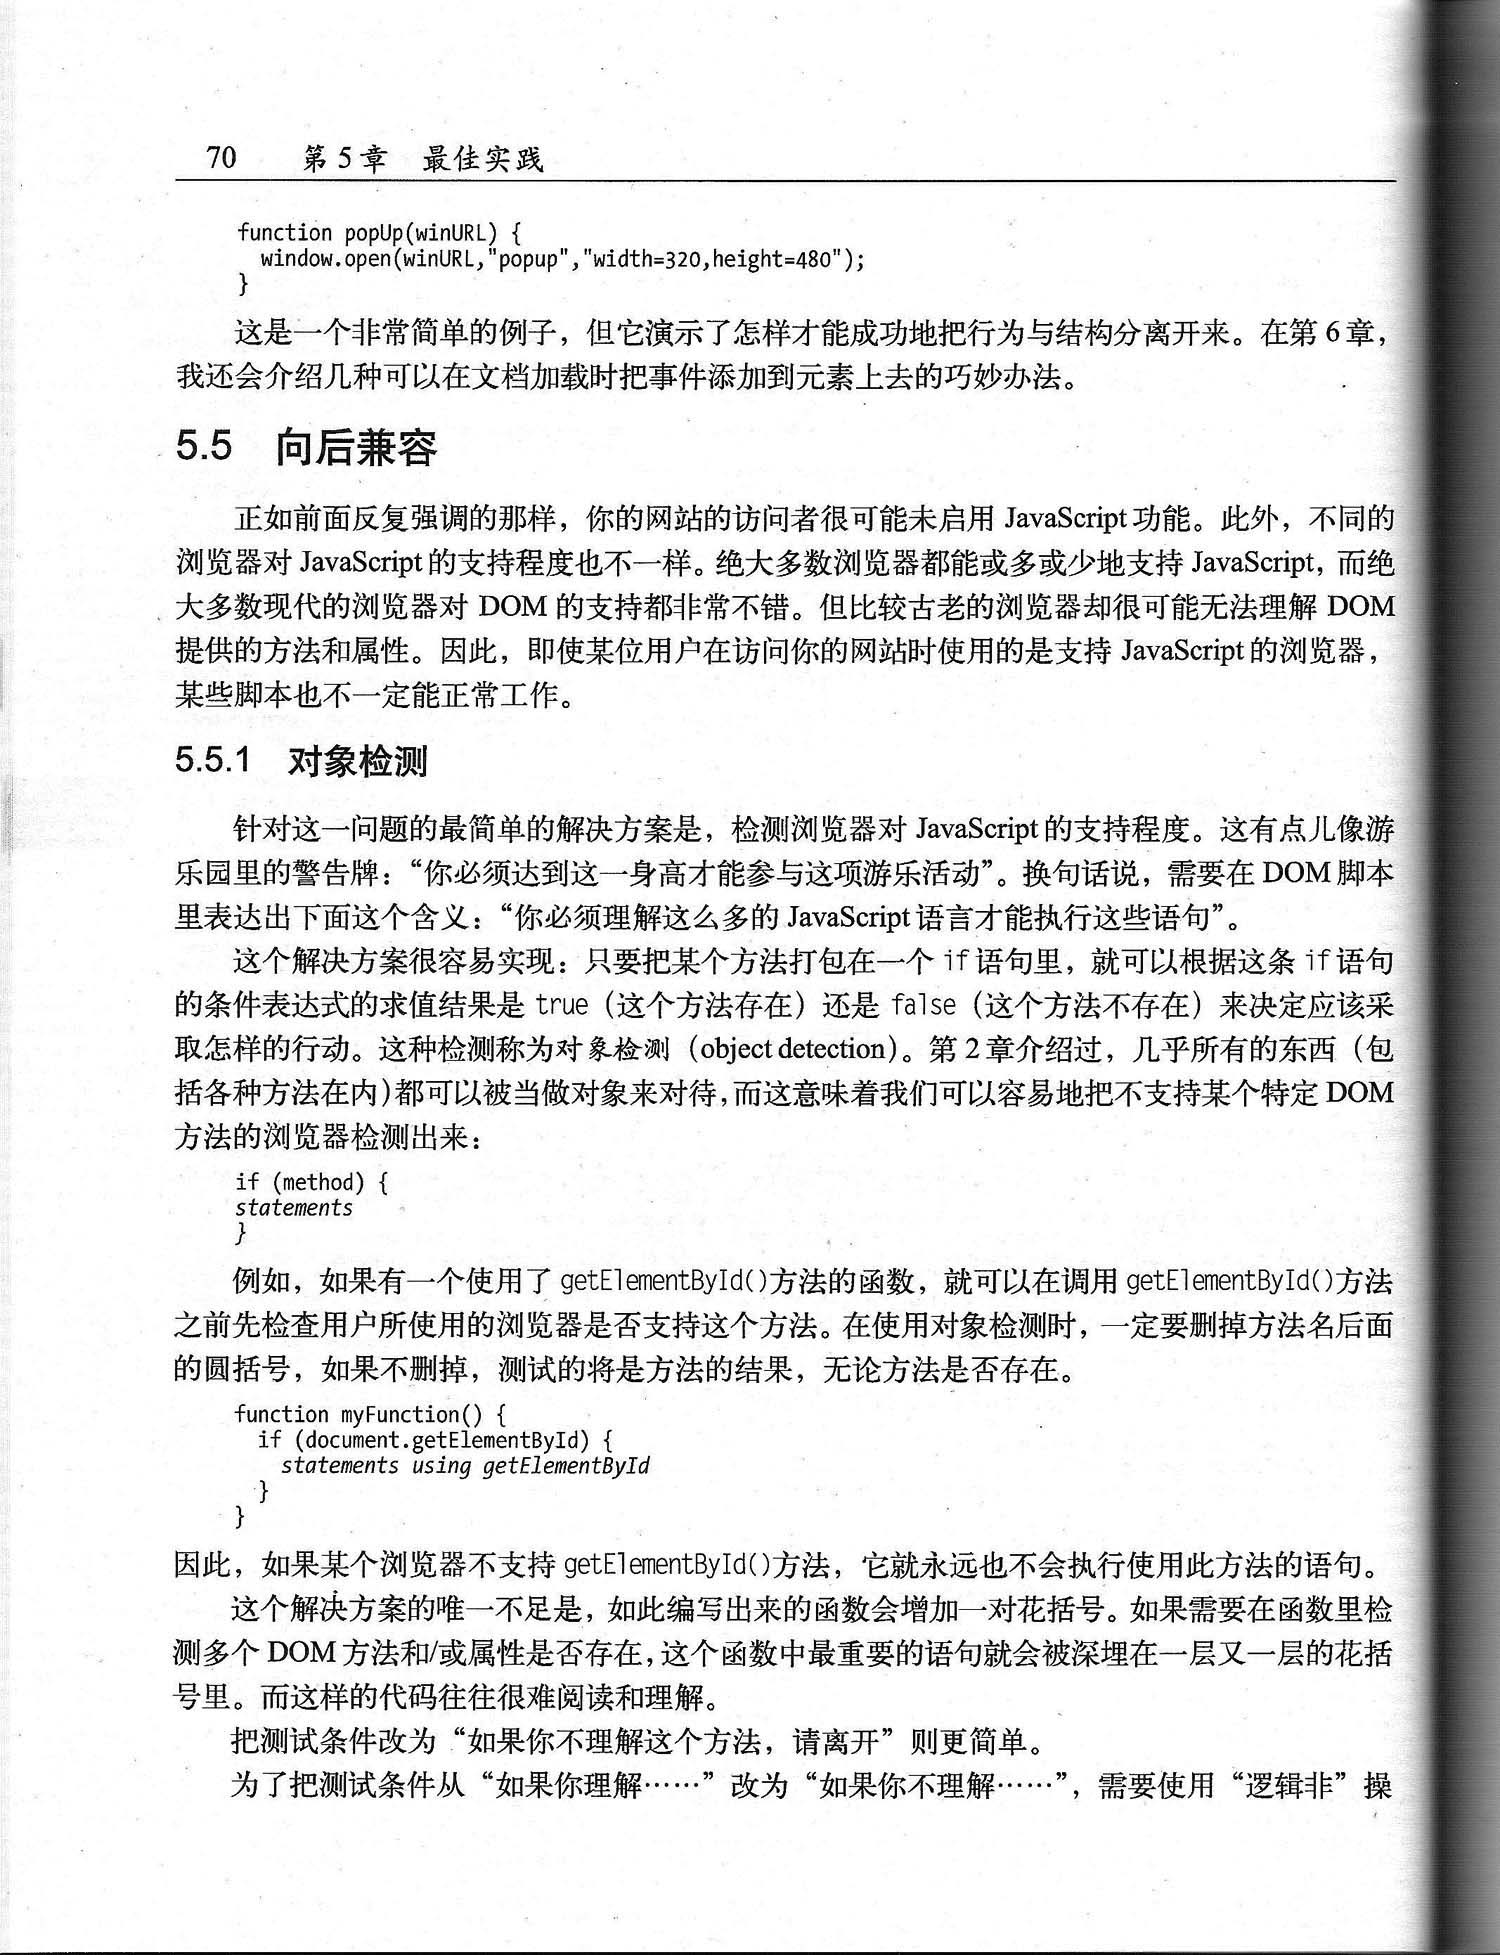 70 第 5 章 最佳实践
function popUp(winURL) {
window.open(winURL,"popup","width=320,height=480");
}
这是一个非常简单的例子，但它演示了怎样才能成功地把行为与结构分离开来。在第 6 章，
我还会介绍几种可以在文档加载时把事件添加到元素上去的巧妙办法。
5.5 向后兼容
正如前面反复强调的那样，你的网站的访问者很可能未启用 JavaScript 功能。此外，不同的
浏览器对 JavaScript 的支持程度也不一样。绝大多数浏览器都能或多或少地支持 JavaScript，而绝
大多数现代的浏览器对 DOM 的支持都非常不错。但比较古老的浏览器却很可能无法理解 DOM
提供的方法和属性。因此，即使某位用户在访问你的网站时使用的是支持 JavaScript 的浏览器，
某些脚本也不一定能正常工作。
5.5.1 对象检测
针对这一问题的最简单的解决方案是，检测浏览器对 JavaScript 的支持程度。这有点儿像游
乐园里的警告牌：“你必须达到这一身高才能参与这项游乐活动”。换句话说，需要在 DOM 脚本
里表达出下面这个含义：“你必须理解这么多的 JavaScript 语言才能执行这些语句”。
这个解决方案很容易实现：只要把某个方法打包在一个 if 语句里，就可以根据这条 if 语句
的条件表达式的求值结果是 true（这个方法存在）还是 false（这个方法不存在）来决定应该采
取怎样的行动。这种检测称为对象检测（object detection）。第 2 章介绍过，几乎所有的东西（包
括各种方法在内）都可以被当做对象来对待，而这意味着我们可以容易地把不支持某个特定 DOM
方法的浏览器检测出来：
if (method) {
statements
}
例如，如果有一个使用了 getElementById()方法的函数，就可以在调用 getElementById()方法
之前先检查用户所使用的浏览器是否支持这个方法。在使用对象检测时，一定要删掉方法名后面
的圆括号，如果不删掉，测试的将是方法的结果，无论方法是否存在。
function myFunction() {
if (document.getElementById) {
statements using getElementById
}
}
因此，如果某个浏览器不支持 getElementById()方法，它就永远也不会执行使用此方法的语句。
这个解决方案的唯一不足是，如此编写出来的函数会增加一对花括号。如果需要在函数里检
测多个 DOM 方法和/或属性是否存在，这个函数中最重要的语句就会被深埋在一层又一层的花括
号里。而这样的代码往往很难阅读和理解。
把测试条件改为“如果你不理解这个方法，请离开”则更简单。
为了把测试条件从“如果你理解……”改为“如果你不理解……”，需要使用“逻辑非”操